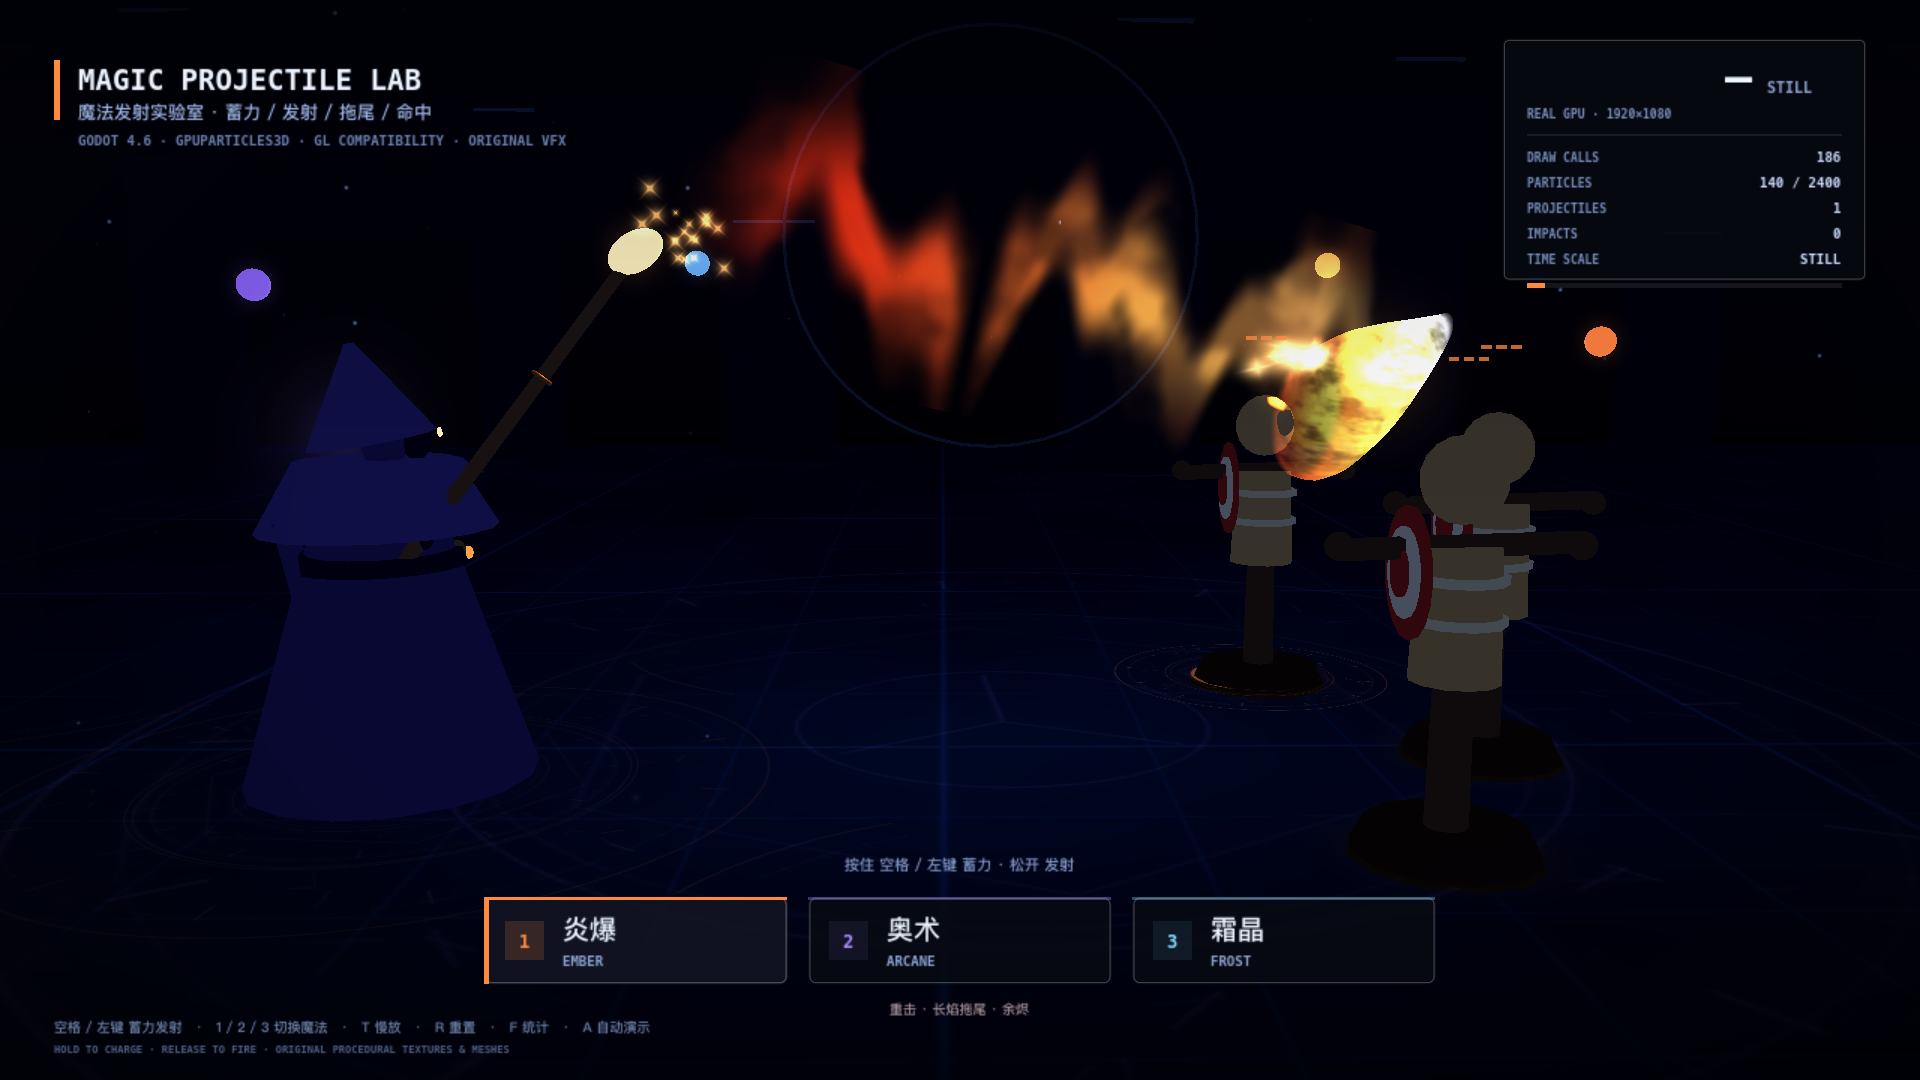 MAGIC PROJECTILE LAB
魔法发射实验室 · 蓄力 / 发射 / 拖尾 / 命中
GODOT 4.6 · GPUPARTICLES3D · GL COMPATIBILITY · ORIGINAL VFX
— STILL
REAL GPU · 1920×1080
DRAW CALLS 186
PARTICLES 140 / 2400
PROJECTILES 1
IMPACTS 0
TIME SCALE STILL
按住 空格 / 左键 蓄力 · 松开 发射
1 炎爆
EMBER
2 奥术
ARCANE
3 霜晶
FROST
重击 · 长焰拖尾 · 余烬
空格 / 左键 蓄力发射 · 1 / 2 / 3 切换魔法 · T 慢放 · R 重置 · F 统计 · A 自动演示
HOLD TO CHARGE · RELEASE TO FIRE · ORIGINAL PROCEDURAL TEXTURES & MESHES